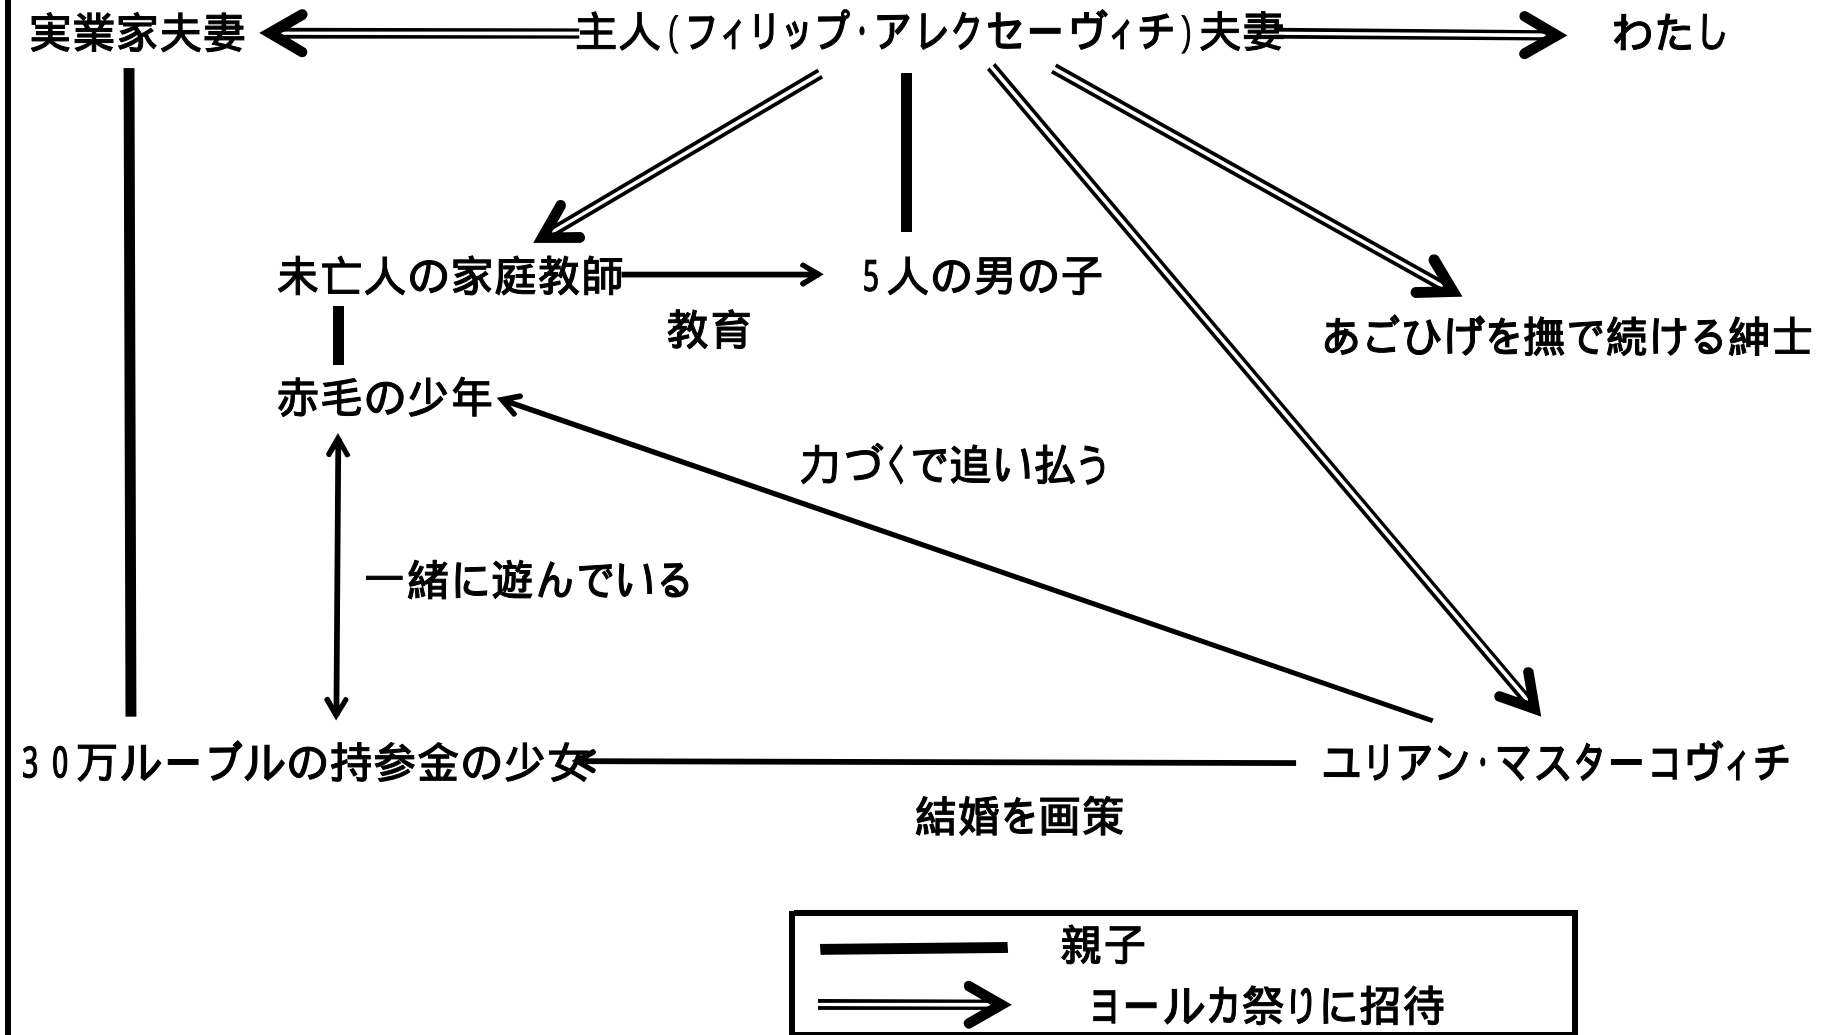 実業家夫妻
主人(フィリップ・アレクセーヴィチ)夫妻
わたし
未亡人の家庭教師
5人の男の子
教育
あごひげを撫で続ける紳士
赤毛の少年
力づくで追い払う
一緒に遊んでいる
30万ルーブルの持参金の少女
ユリアン・マスターコヴィチ
結婚を画策
親子
ヨールカ祭りに招待